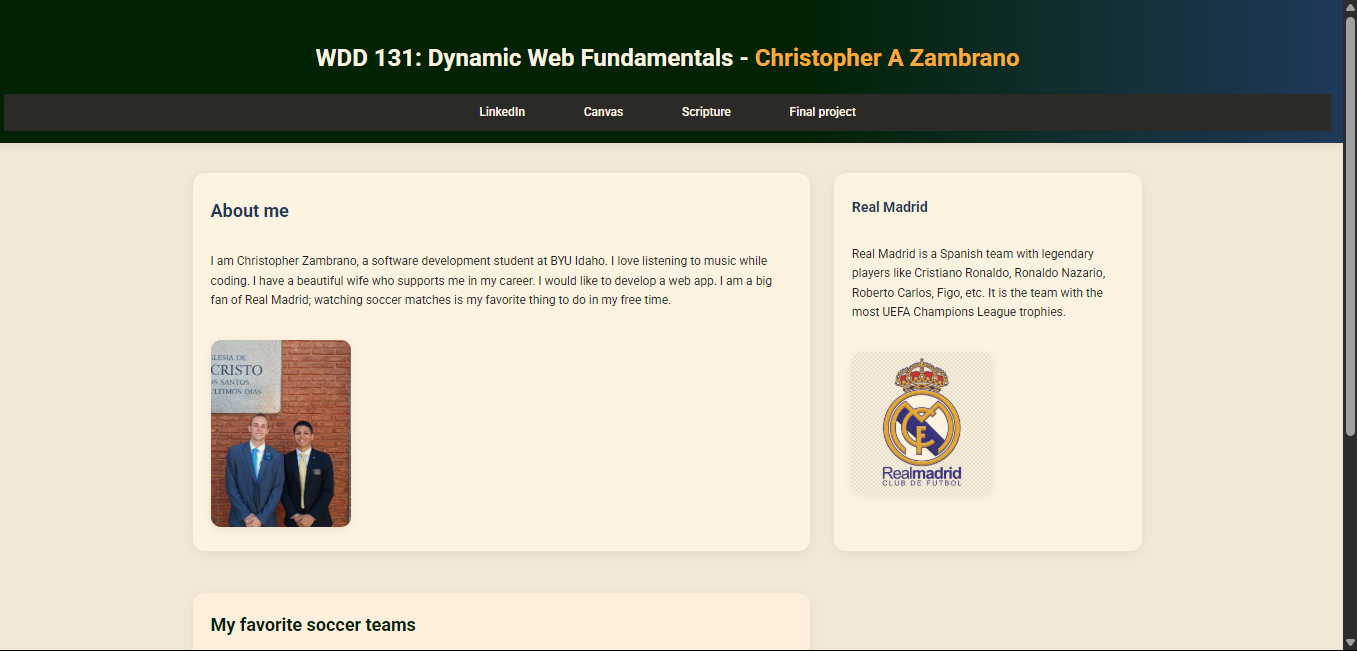 WDD 131: Dynamic Web Fundamentals - Christopher A Zambrano
LinkedIn Canvas Scripture Final project
About me
I am Christopher Zambrano, a software development student at BYU Idaho. I love listening to music while
coding. I have a beautiful wife who supports me in my career. I would like to develop a web app. I am a big
fan of Real Madrid; watching soccer matches is my favorite thing to do in my free time.
GLESIA DE
CRISTO
OS SANTOS
ÚLTIMOS DÍAS
Real Madrid
Real Madrid is a Spanish team with legendary
players like Cristiano Ronaldo, Ronaldo Nazario,
Roberto Carlos, Figo, etc. It is the team with the
most UEFA Champions League trophies.
Realmadrid
CLUB DE FUTBOL
My favorite soccer teams